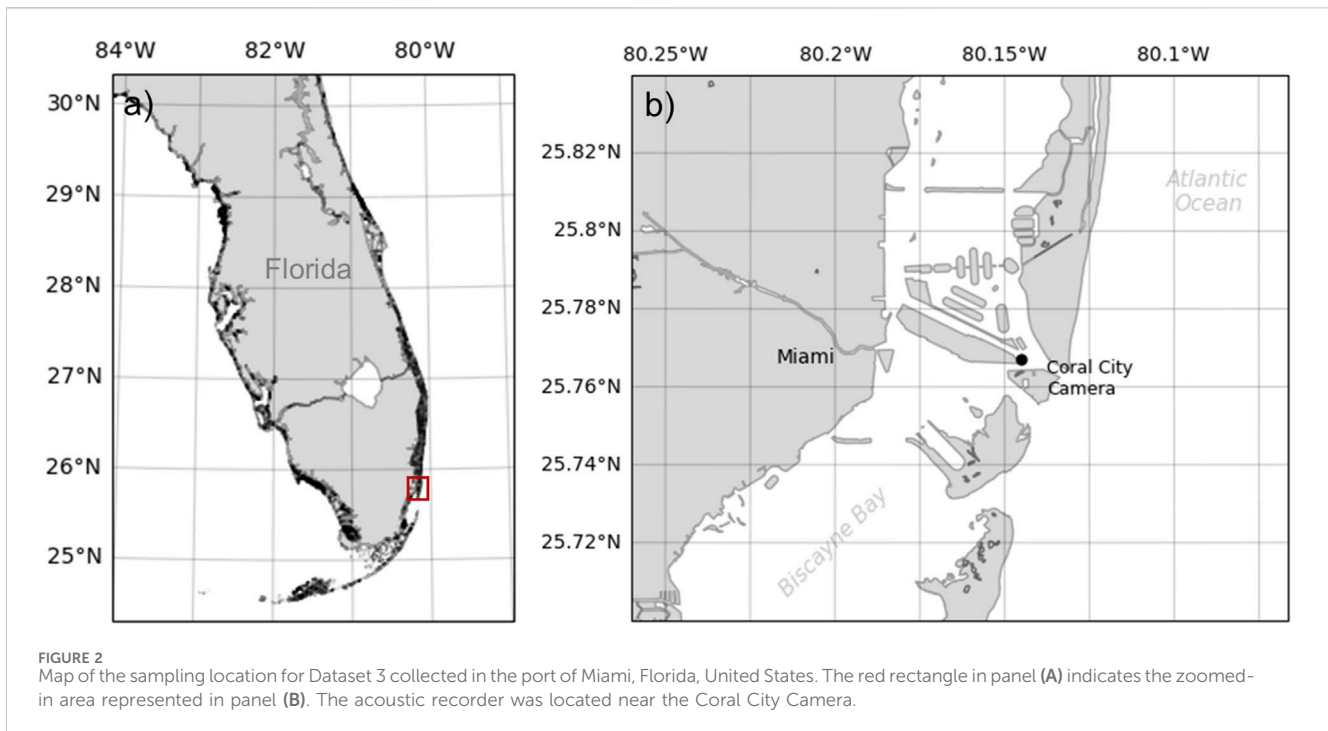 84°W 82°W 80°W
30°N
29°N
28°N
27°N
26°N
25°N
a)
Florida
80.25°W 80.2°W 80.15°W 80.1°W
25.82°N
25.8°N
25.78°N
25.76°N
25.74°N
25.72°N
b)
Atlantic
Ocean
Miami
Coral City
Camera
Biscayne Bay
FIGURE 2
Map of the sampling location for Dataset 3 collected in the port of Miami, Florida, United States. The red rectangle in panel (A) indicates the zoomed-
in area represented in panel (B). The acoustic recorder was located near the Coral City Camera.